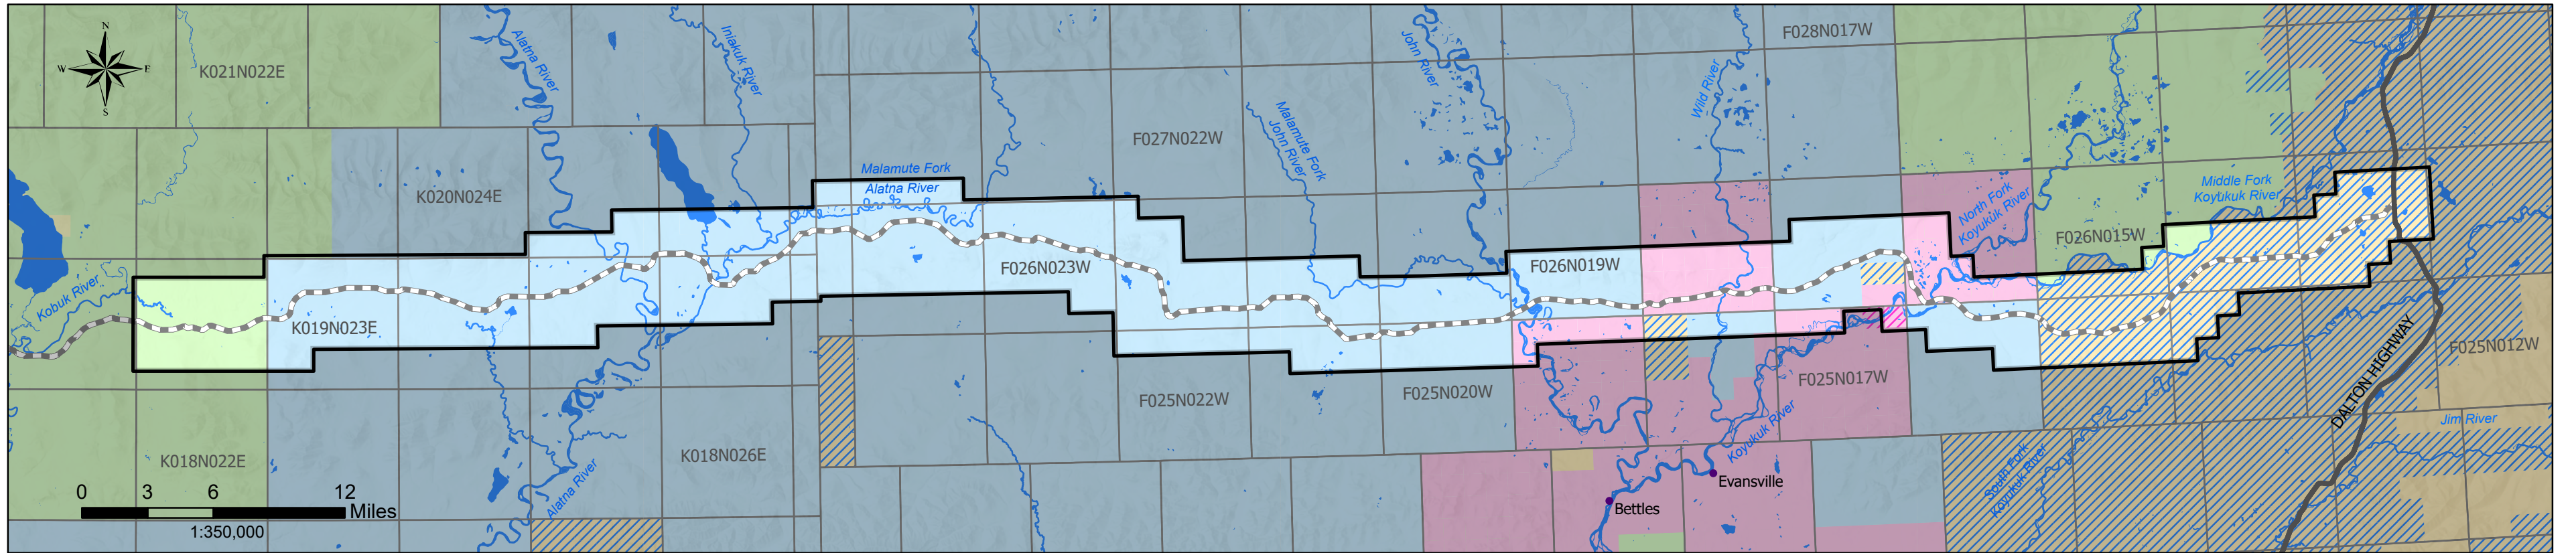 N
W E
S
K021N022E
Alatna River
Iniakuk River
John River
F028N017W
Wild River
F027N022W
Malamute Fork
John River
K020N024E
Malamute Fork
Alatna River
Middle Fork
Koyukuk River
North Fork
Koyukuk River
F026N015W
Kobuk River
F026N023W
F026N019W
K019N023E
DALTON HIGHWAY
F025N012W
F025N022W
F025N020W
F025N017W
Koyukuk River
Jim River
K018N022E
K018N026E
Alatna River
South Fork
Koyukuk River
Evansville
Bettles
0 3 6 12
Miles
1:350,000